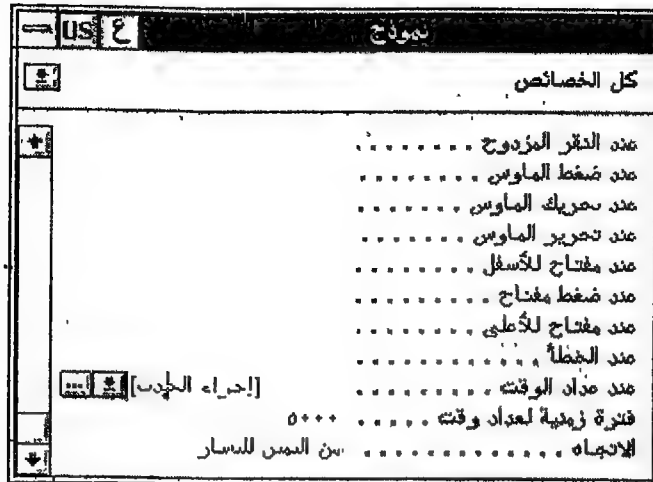 نموذج ع US
كل الخصائص
عند النقر المزدوج . . . . . . . .
عند ضغط الماوس . . . . . . . .
عند تحريك الماوس . . . . . . . .
عند تحرير الماوس . . . . . . . .
عند مفتاح للأسفل . . . . . . . .
عند ضغط مفتاح . . . . . . . . .
عند مفتاح للأعلى . . . . . . . .
عند الخطأ . . . . . . . . . . . .
عند عداد الوقت . . . . . . . . [إجراء الحدث]
فترة زمنية لعداد وقت . . . . . ٥٠٠٠
الاتجاه . . . . . . . . . . . . . من اليمين لليسار